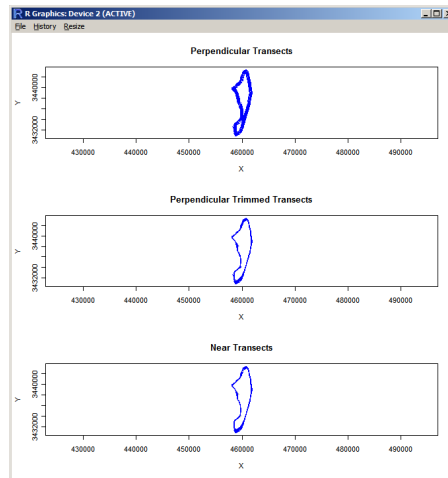 R Graphics: Device 2 (ACTIVE)
File History Resize
Perpendicular Transects
Y
3432000 3440000
430000 440000 450000 460000 470000 480000 490000
X
Perpendicular Trimmed Transects
Y
3432000 3440000
430000 440000 450000 460000 470000 480000 490000
X
Near Transects
Y
3432000 3440000
430000 440000 450000 460000 470000 480000 490000
X